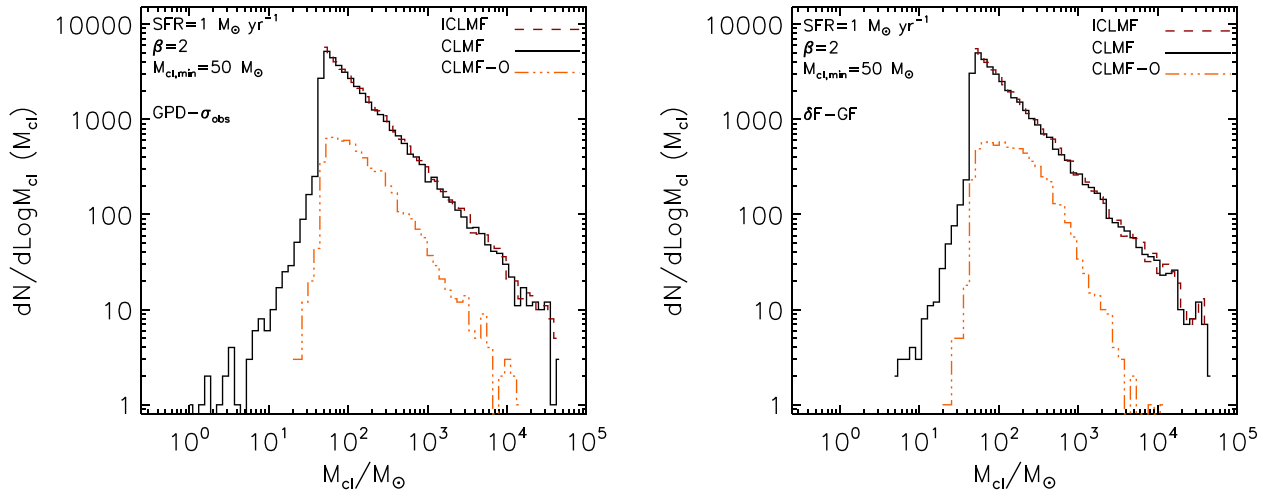 SFR=1 M⊙ yr⁻¹
β=2
M_cl,min=50 M⊙
GPD−σ_obs
ICLMF
CLMF
CLMF−O
dN/dLogM_cl (M_cl)
10000
1000
100
10
1
10⁰ 10¹ 10² 10³ 10⁴ 10⁵
M_cl/M⊙
SFR=1 M⊙ yr⁻¹
β=2
M_cl,min=50 M⊙
δF−GF
ICLMF
CLMF
CLMF−O
dN/dLogM_cl (M_cl)
10000
1000
100
10
1
10⁰ 10¹ 10² 10³ 10⁴ 10⁵
M_cl/M⊙